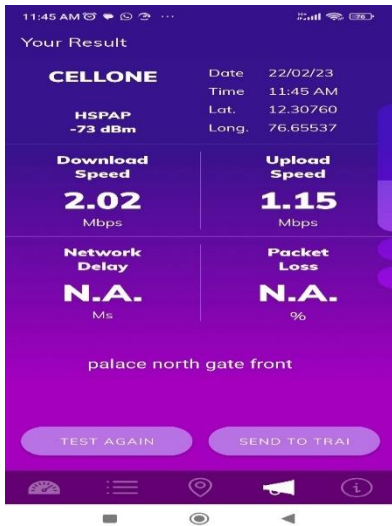 11:45 AM
76
Your Result
CELLONE
HSPAP
-73 dBm
Date 22/02/23
Time 11:45 AM
Lat. 12.30760
Long. 76.65537
Download Speed
2.02
Mbps
Upload Speed
1.15
Mbps
Network Delay
N.A.
Ms
Packet Loss
N.A.
%
palace north gate front
TEST AGAIN
SEND TO TRAI